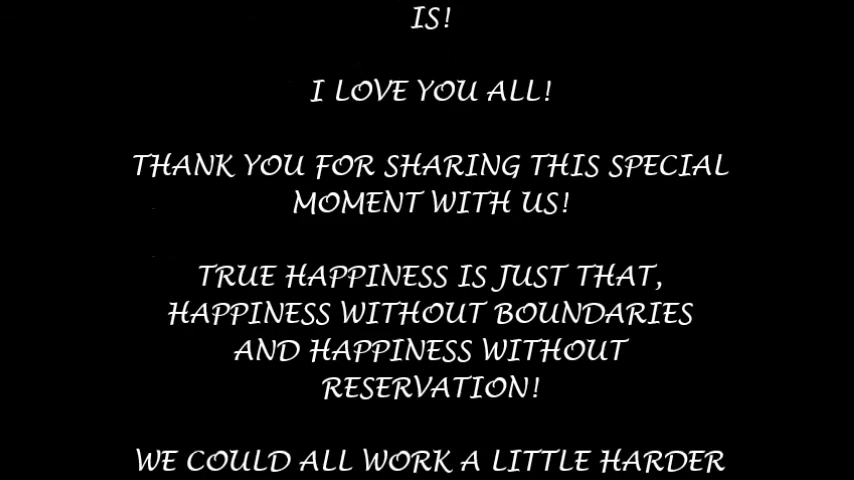 IS!
I LOVE YOU ALL!
THANK YOU FOR SHARING THIS SPECIAL
MOMENT WITH US!
TRUE HAPPINESS IS JUST THAT,
HAPPINESS WITHOUT BOUNDARIES
AND HAPPINESS WITHOUT
RESERVATION!
WE COULD ALL WORK A LITTLE HARDER